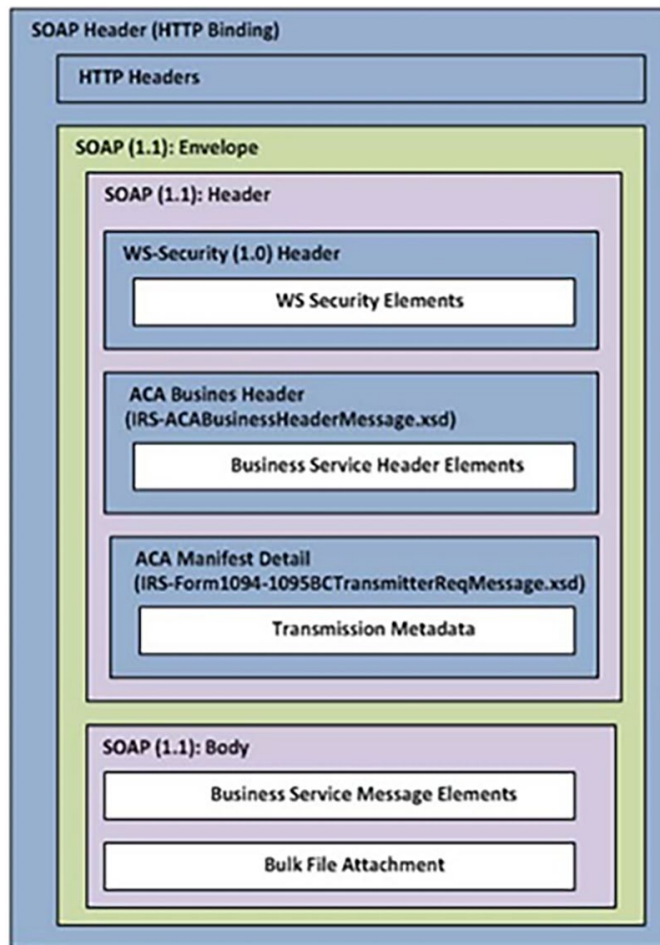 SOAP Header (HTTP Binding)
HTTP Headers
SOAP (1.1): Envelope
SOAP (1.1): Header
WS-Security (1.0) Header
WS Security Elements
ACA Busines Header
(IRS-ACABusinessHeaderMessage.xsd)
Business Service Header Elements
ACA Manifest Detail
(IRS-Form1094-1095BCTransmitterReqMessage.xsd)
Transmission Metadata
SOAP (1.1): Body
Business Service Message Elements
Bulk File Attachment